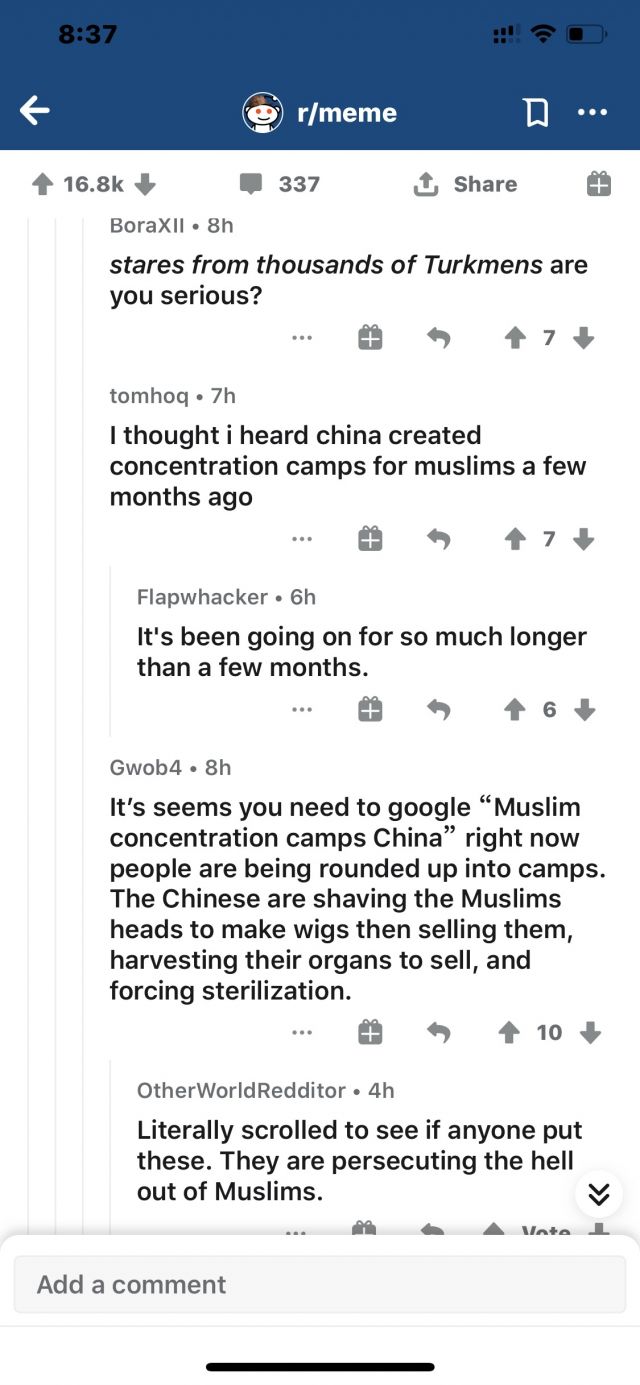 8:37
r/meme
16.8k
337
Share
BoraXII • 8h
stares from thousands of Turkmens are
you serious?
7
tomhoq • 7h
I thought i heard china created
concentration camps for muslims a few
months ago
7
Flapwhacker • 6h
It's been going on for so much longer
than a few months.
6
Gwob4 • 8h
It’s seems you need to google “Muslim
concentration camps China” right now
people are being rounded up into camps.
The Chinese are shaving the Muslims
heads to make wigs then selling them,
harvesting their organs to sell, and
forcing sterilization.
10
OtherWorldRedditor • 4h
Literally scrolled to see if anyone put
these. They are persecuting the hell
out of Muslims.
Vote
Add a comment